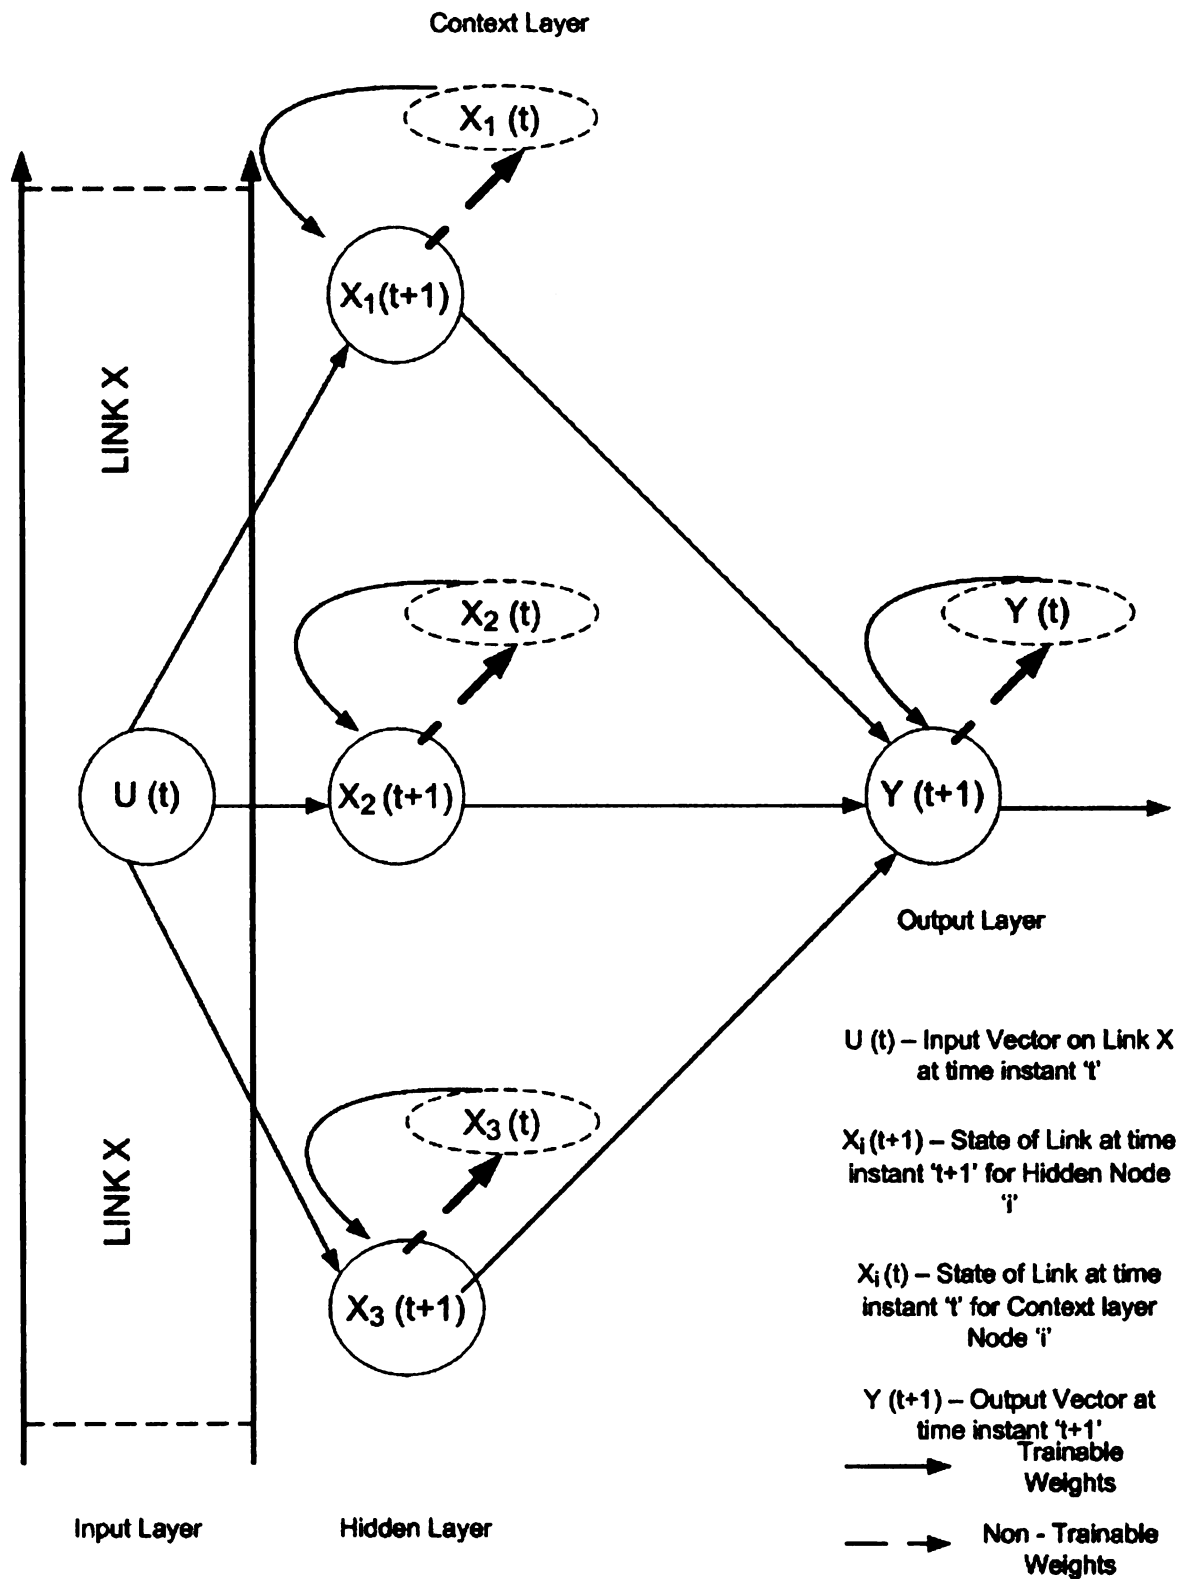 Context Layer
X₁ (t)
X₁(t+1)
LINK X
X₂ (t)
Y (t)
U (t)
X₂ (t+1)
Y (t+1)
Output Layer
U (t) – Input Vector on Link X
at time instant 't'
X₃ (t)
Xᵢ (t+1) – State of Link at time
instant 't+1' for Hidden Node
'i'
LINK X
X₃ (t+1)
Xᵢ (t) – State of Link at time
instant 't' for Context layer
Node 'i'
Y (t+1) – Output Vector at
time instant 't+1'
Trainable
Weights
Input Layer
Hidden Layer
Non - Trainable
Weights